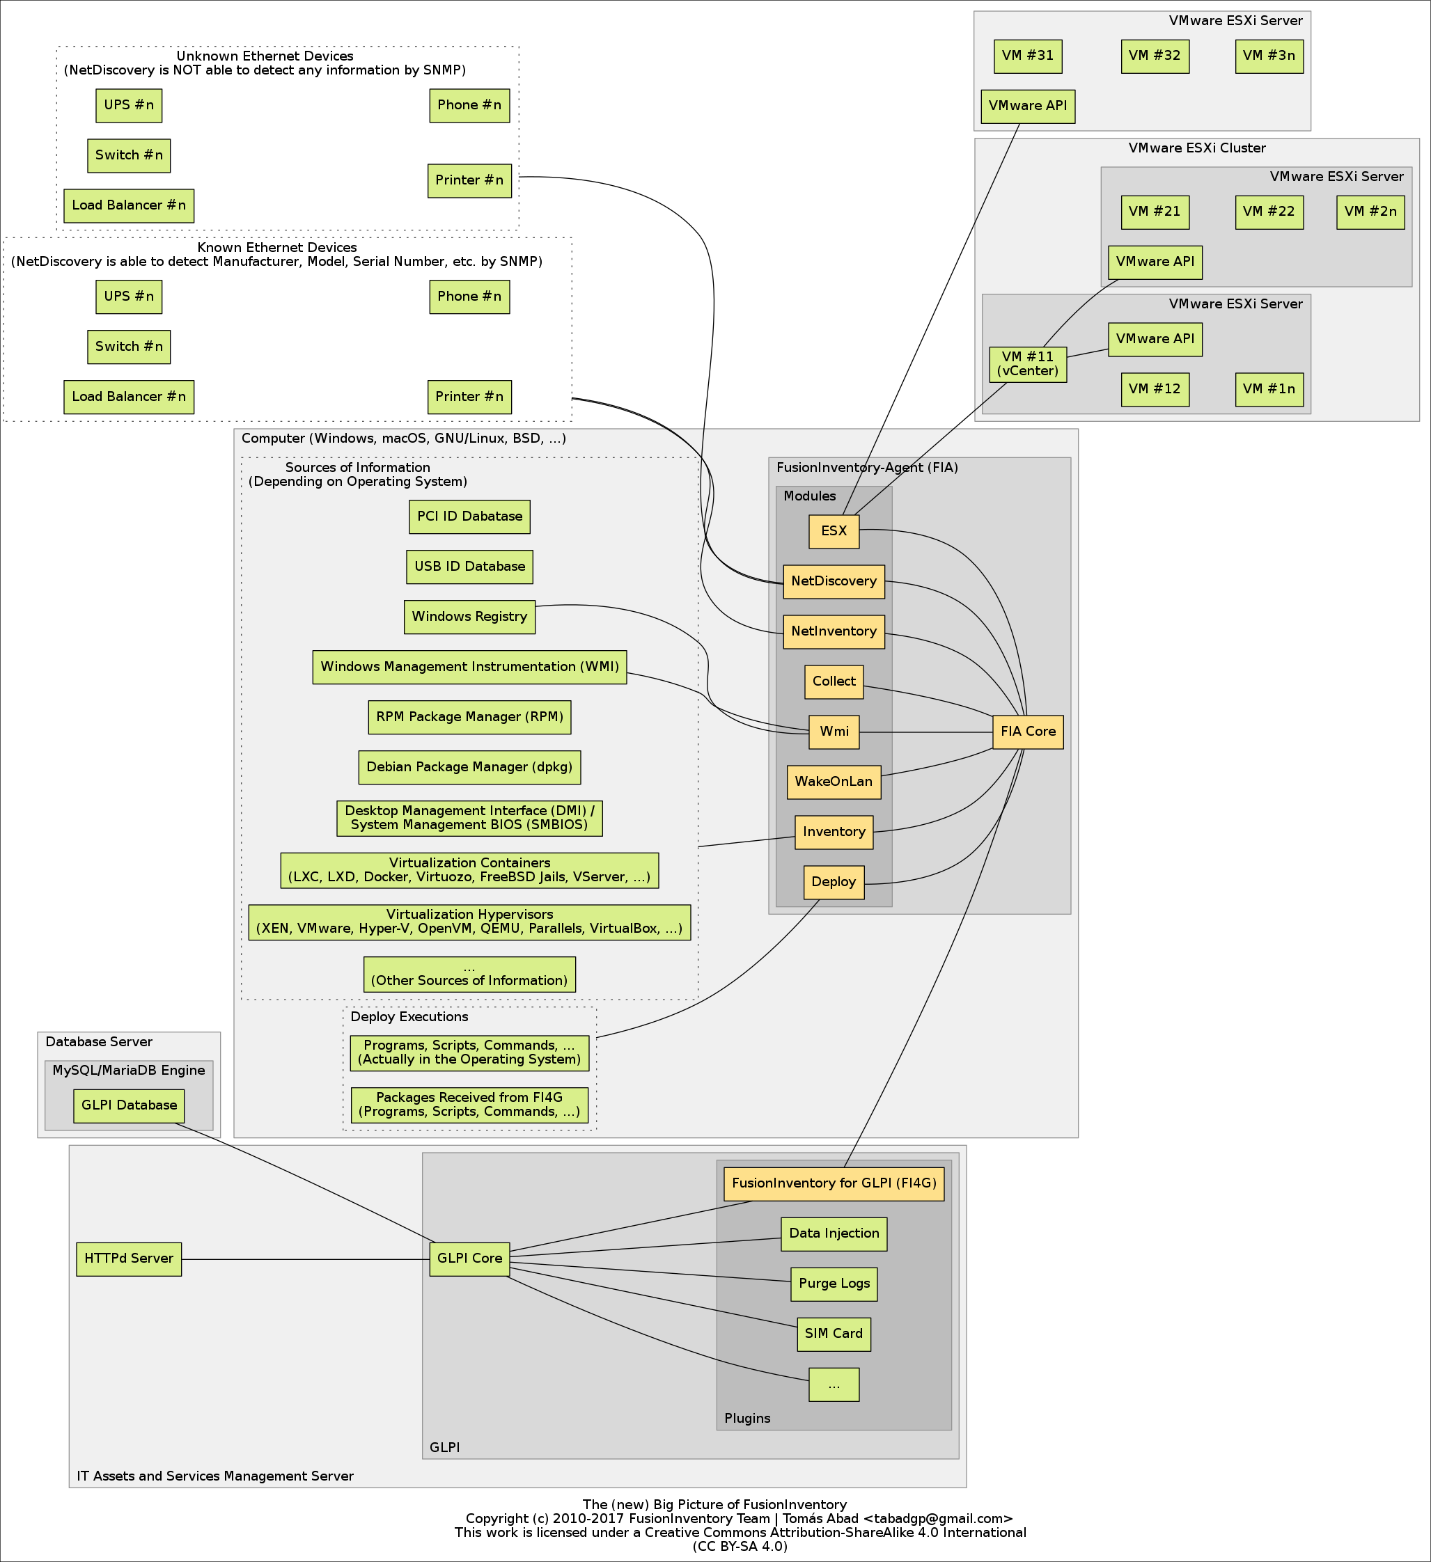 VMware ESXi Server
VM #31
VM #32
VM #3n
VMware API
Unknown Ethernet Devices
(NetDiscovery is NOT able to detect any information by SNMP)
UPS #n
Phone #n
Switch #n
Printer #n
Load Balancer #n
VMware ESXi Cluster
VMware ESXi Server
VM #21
VM #22
VM #2n
VMware API
VMware ESXi Server
VMware API
VM #11
(vCenter)
VM #12
VM #1n
Known Ethernet Devices
(NetDiscovery is able to detect Manufacturer, Model, Serial Number, etc. by SNMP)
UPS #n
Phone #n
Switch #n
Load Balancer #n
Printer #n
Computer (Windows, macOS, GNU/Linux, BSD, ...)
Sources of Information
(Depending on Operating System)
PCI ID Dabatase
USB ID Database
Windows Registry
Windows Management Instrumentation (WMI)
RPM Package Manager (RPM)
Debian Package Manager (dpkg)
Desktop Management Interface (DMI) /
System Management BIOS (SMBIOS)
Virtualization Containers
(LXC, LXD, Docker, Virtuozo, FreeBSD Jails, VServer, ...)
Virtualization Hypervisors
(XEN, VMware, Hyper-V, OpenVM, QEMU, Parallels, VirtualBox, ...)
...
(Other Sources of Information)
FusionInventory-Agent (FIA)
Modules
ESX
NetDiscovery
NetInventory
Collect
Wmi
WakeOnLan
Inventory
Deploy
FIA Core
Deploy Executions
Programs, Scripts, Commands, ...
(Actually in the Operating System)
Packages Received from FI4G
(Programs, Scripts, Commands, ...)
Database Server
MySQL/MariaDB Engine
GLPI Database
FusionInventory for GLPI (FI4G)
Data Injection
HTTPd Server
GLPI Core
Purge Logs
SIM Card
...
Plugins
GLPI
IT Assets and Services Management Server
The (new) Big Picture of FusionInventory
Copyright (c) 2010-2017 FusionInventory Team | Tomás Abad <tabadgp@gmail.com>
This work is licensed under a Creative Commons Attribution-ShareAlike 4.0 International
(CC BY-SA 4.0)